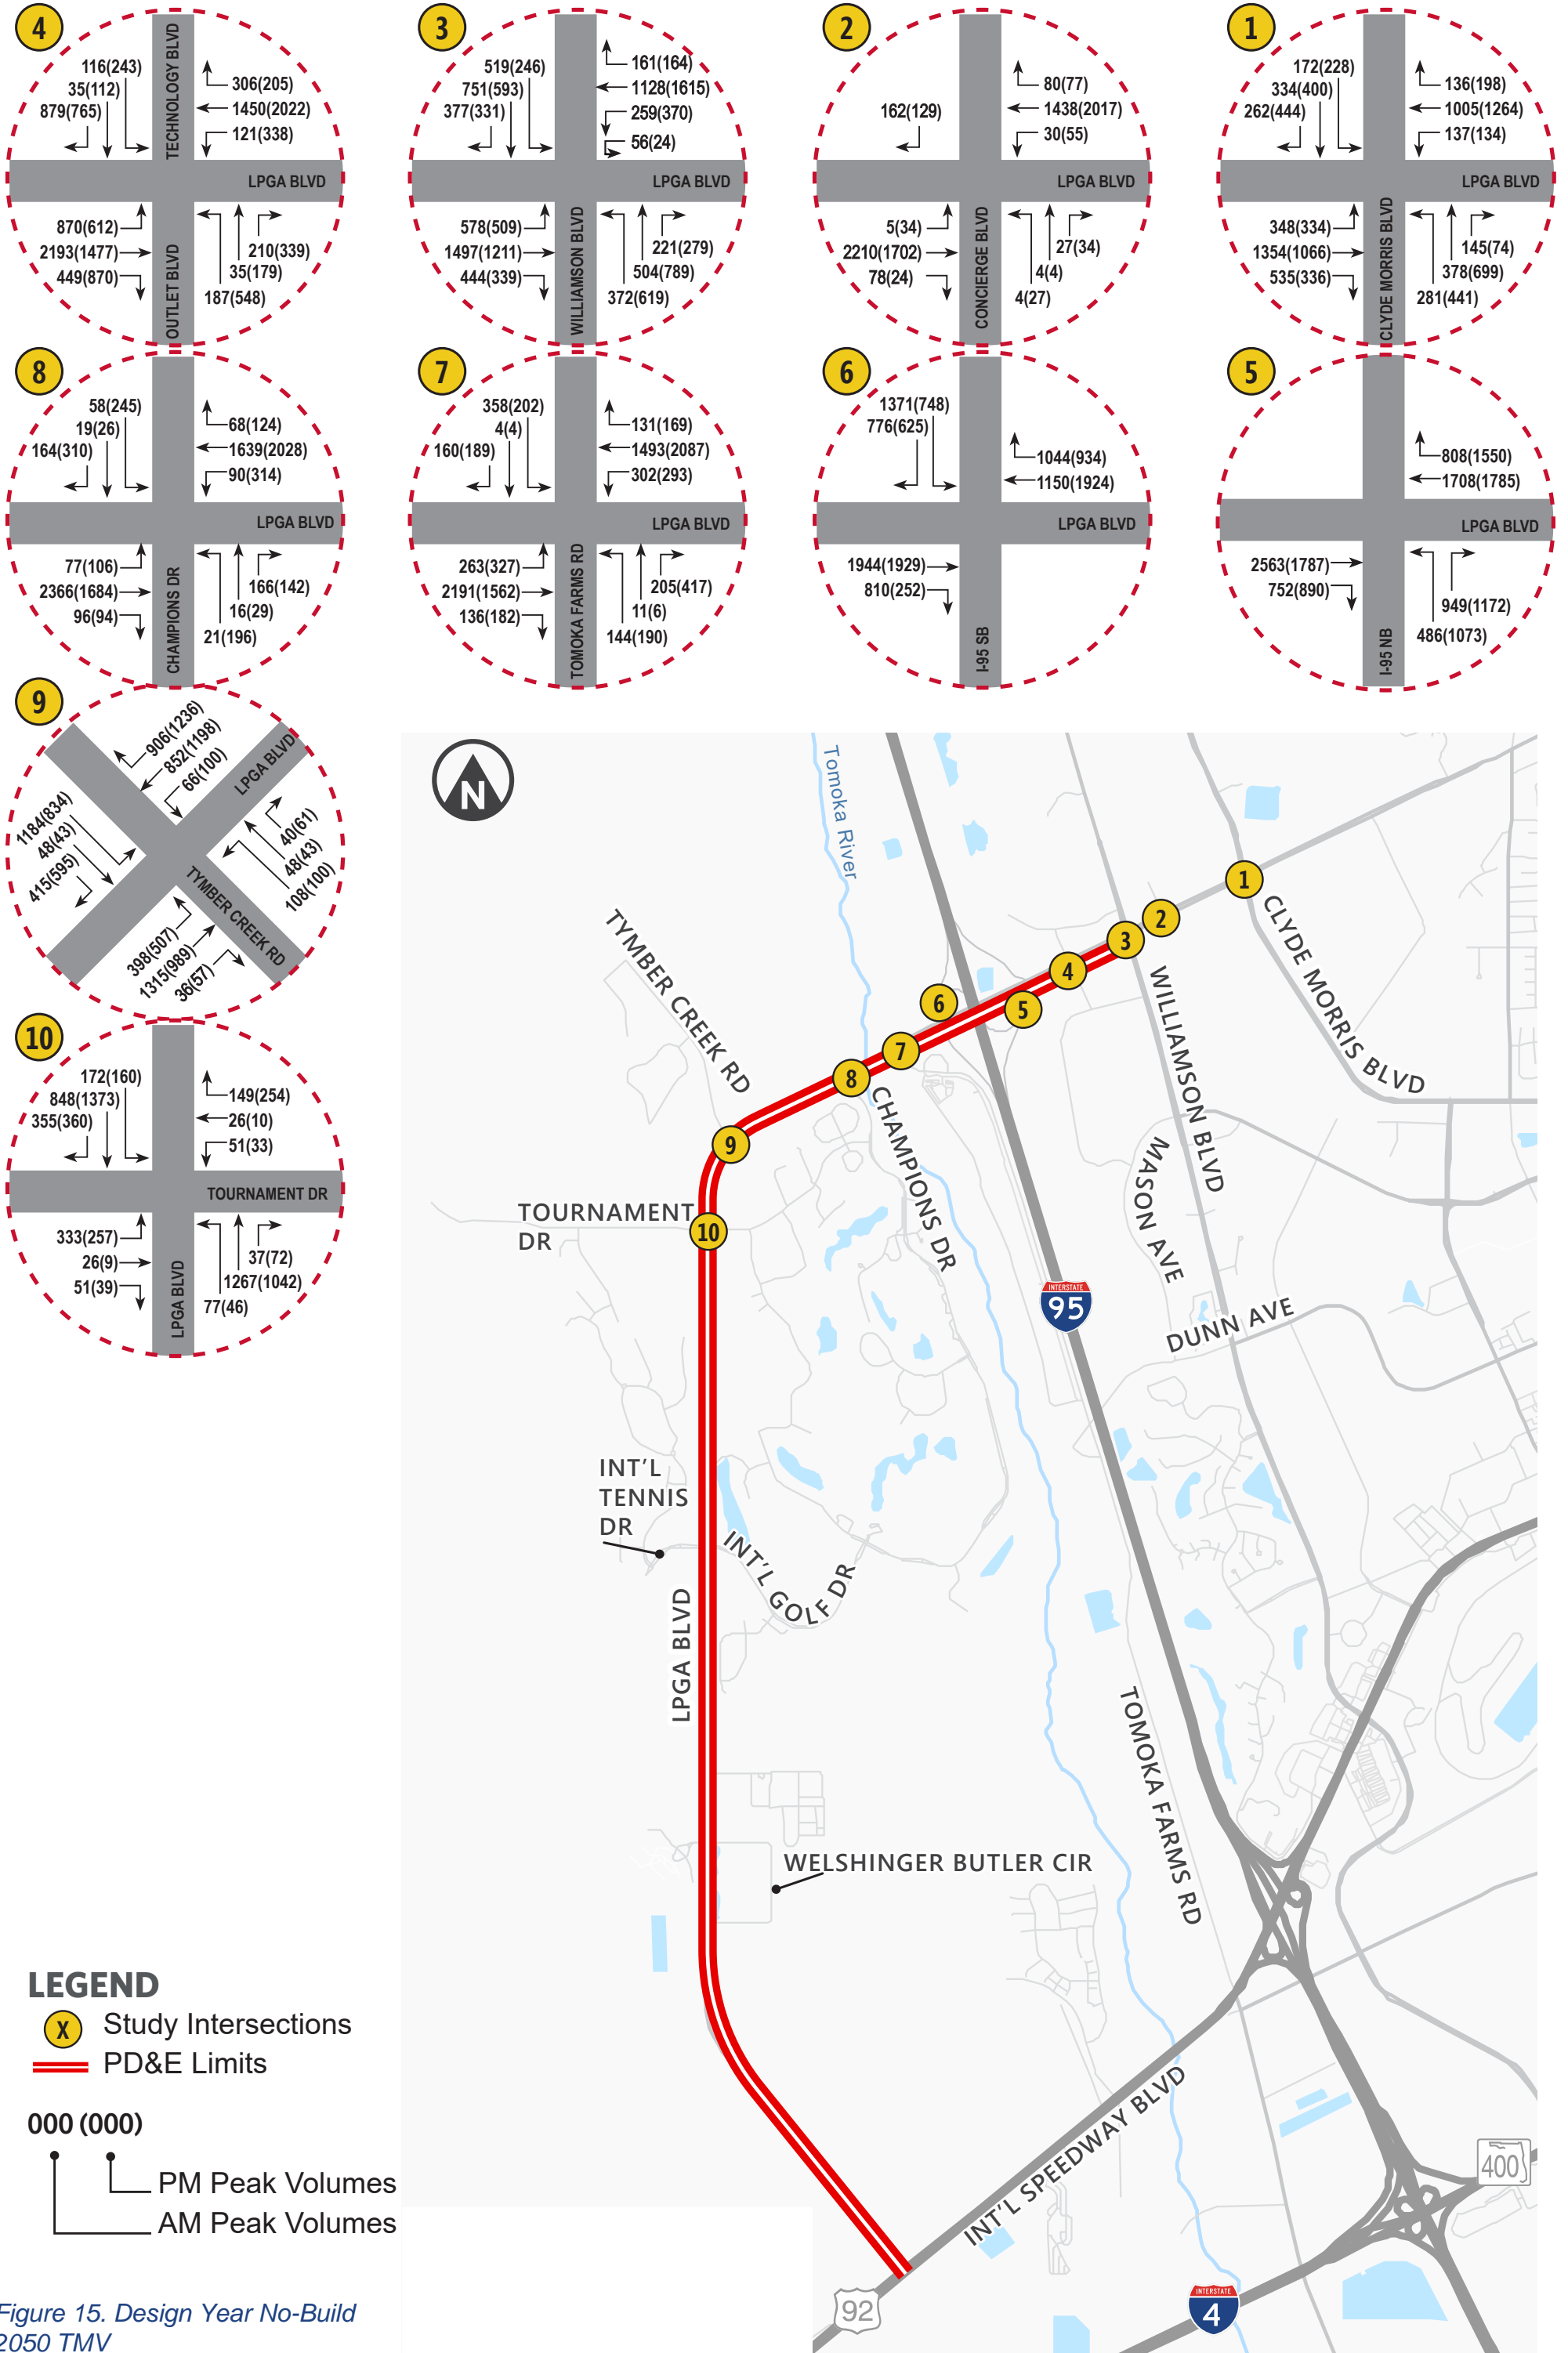 4
TECHNOLOGY BLVD
116(243)
35(112)
879(765)
306(205)
1450(2022)
121(338)
LPGA BLVD
870(612)
2193(1477)
449(870)
OUTLET BLVD
210(339)
35(179)
187(548)
3
519(246)
751(593)
377(331)
161(164)
1128(1615)
259(370)
56(24)
LPGA BLVD
578(509)
1497(1211)
444(339)
WILLIAMSON BLVD
221(279)
504(789)
372(619)
2
162(129)
80(77)
1438(2017)
30(55)
LPGA BLVD
5(34)
2210(1702)
78(24)
CONCIERGE BLVD
27(34)
4(4)
4(27)
1
172(228)
334(400)
262(444)
136(198)
1005(1264)
137(134)
LPGA BLVD
348(334)
1354(1066)
535(336)
CLYDE MORRIS BLVD
145(74)
378(699)
281(441)
8
58(245)
19(26)
164(310)
68(124)
1639(2028)
90(314)
LPGA BLVD
77(106)
2366(1684)
96(94)
CHAMPIONS DR
166(142)
16(29)
21(196)
7
358(202)
4(4)
160(189)
131(169)
1493(2087)
302(293)
LPGA BLVD
263(327)
2191(1562)
136(182)
TOMOKA FARMS RD
205(417)
11(6)
144(190)
6
1371(748)
776(625)
1044(934)
1150(1924)
LPGA BLVD
1944(1929)
810(252)
I-95 SB
5
808(1550)
1708(1785)
LPGA BLVD
2563(1787)
752(890)
I-95 NB
949(1172)
486(1073)
9
906(1236)
852(1198)
66(100)
LPGA BLVD
1184(834)
48(43)
415(595)
40(61)
48(43)
108(100)
TYMBER CREEK RD
398(507)
1315(989)
36(57)
10
172(160)
848(1373)
355(360)
149(254)
26(10)
51(33)
TOURNAMENT DR
333(257)
26(9)
51(39)
LPGA BLVD
37(72)
1267(1042)
77(46)
N
Tomoka River
1
2
3
4
5
6
7
8
9
10
TYMBER CREEK RD
CLYDE MORRIS BLVD
WILLIAMSON BLVD
CHAMPIONS DR
MASON AVE
TOURNAMENT
DR
INTERSTATE
95
DUNN AVE
INT'L
TENNIS
DR
INT'L GOLF DR
LPGA BLVD
TOMOKA FARMS RD
WELSHINGER BUTLER CIR
INT'L SPEEDWAY BLVD
400
92
INTERSTATE
4
LEGEND
X Study Intersections
PD&E Limits
000 (000)
PM Peak Volumes
AM Peak Volumes
Figure 15. Design Year No-Build
2050 TMV